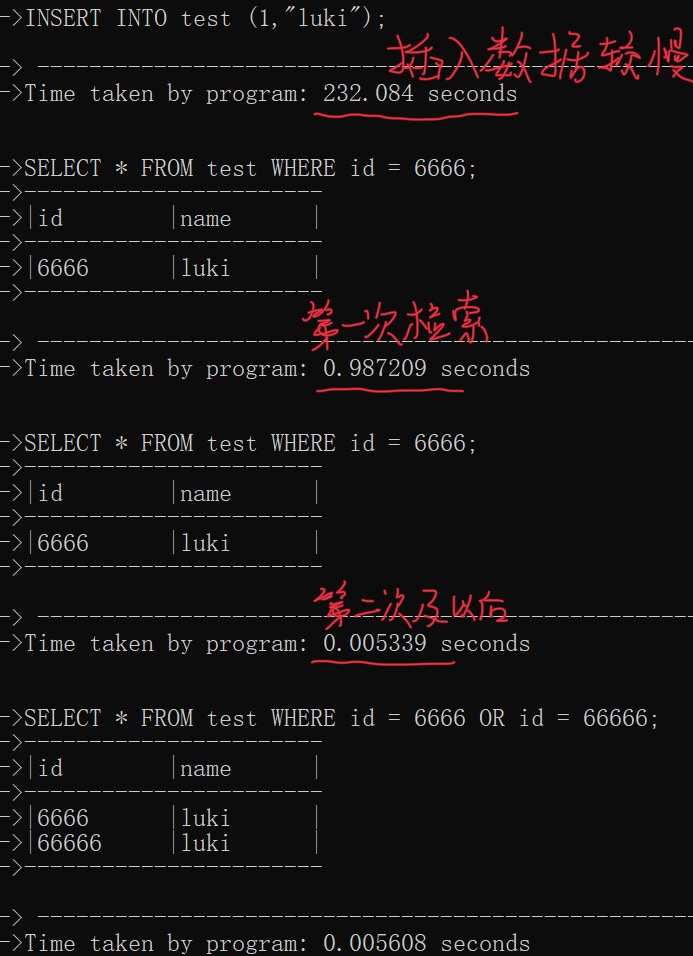 ->INSERT INTO test (1,"luki");
插入数据较慢
-> ----------------------------------------
->Time taken by program: 232.084 seconds
->SELECT * FROM test WHERE id = 6666;
->-----------------------
->|id |name |
->-----------------------
->|6666 |luki |
->-----------------------
第一次检索
-> ----------------------------------------
->Time taken by program: 0.987209 seconds
->SELECT * FROM test WHERE id = 6666;
->-----------------------
->|id |name |
->-----------------------
->|6666 |luki |
->-----------------------
第二次及以后
-> ----------------------------------------
->Time taken by program: 0.005339 seconds
->SELECT * FROM test WHERE id = 6666 OR id = 66666;
->-----------------------
->|id |name |
->-----------------------
->|6666 |luki |
->|66666 |luki |
->-----------------------
-> ----------------------------------------
->Time taken by program: 0.005608 seconds